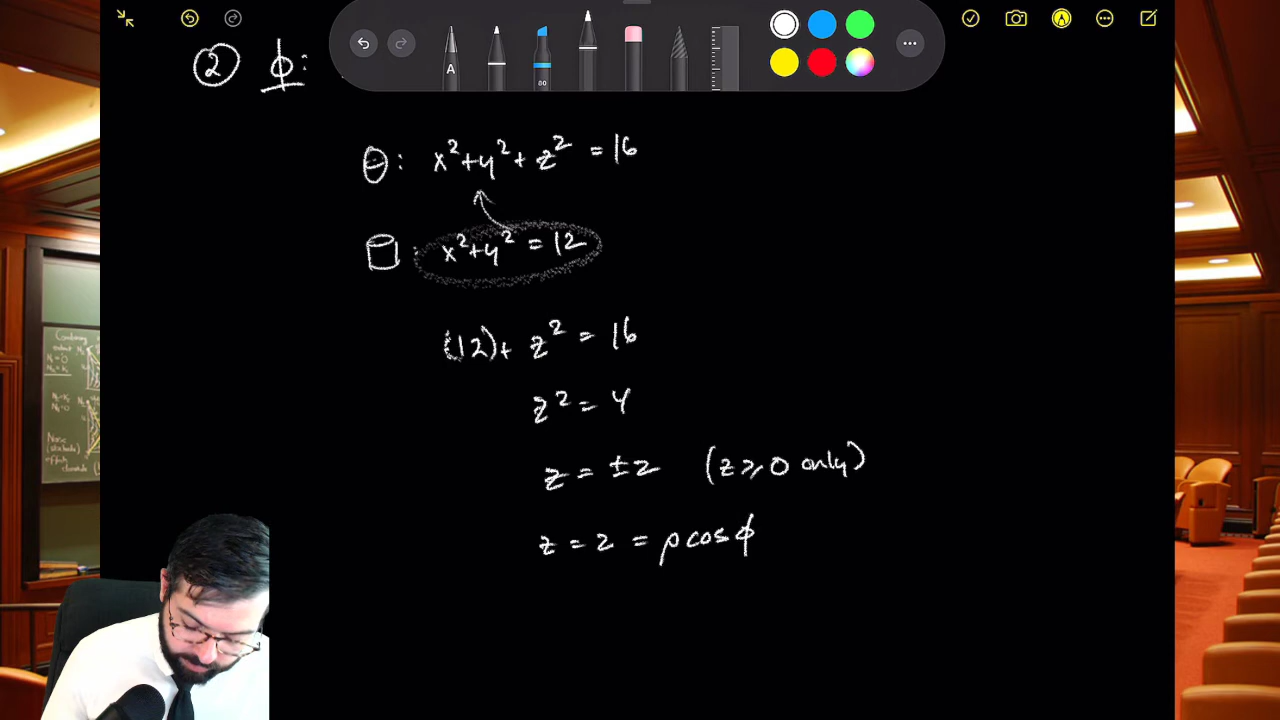 ② ϕ:
θ: x²+y²+z² = 16
: x²+y² = 12
(12)+ z² = 16
z² = 4
z = ±2 (z ⩾ 0 only)
z = 2 = ρ cos ϕ